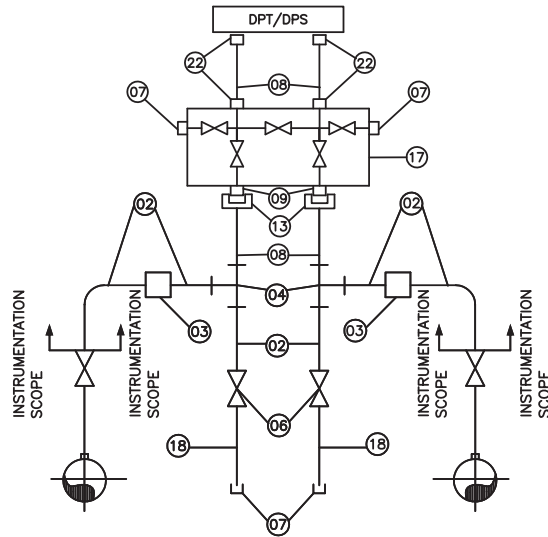 DPT/DPS
22
22
08
07
07
17
09
02
02
13
08
04
03
03
INSTRUMENTATION
SCOPE
INSTRUMENTATION
SCOPE
INSTRUMENTATION
SCOPE
INSTRUMENTATION
SCOPE
02
06
18
18
07